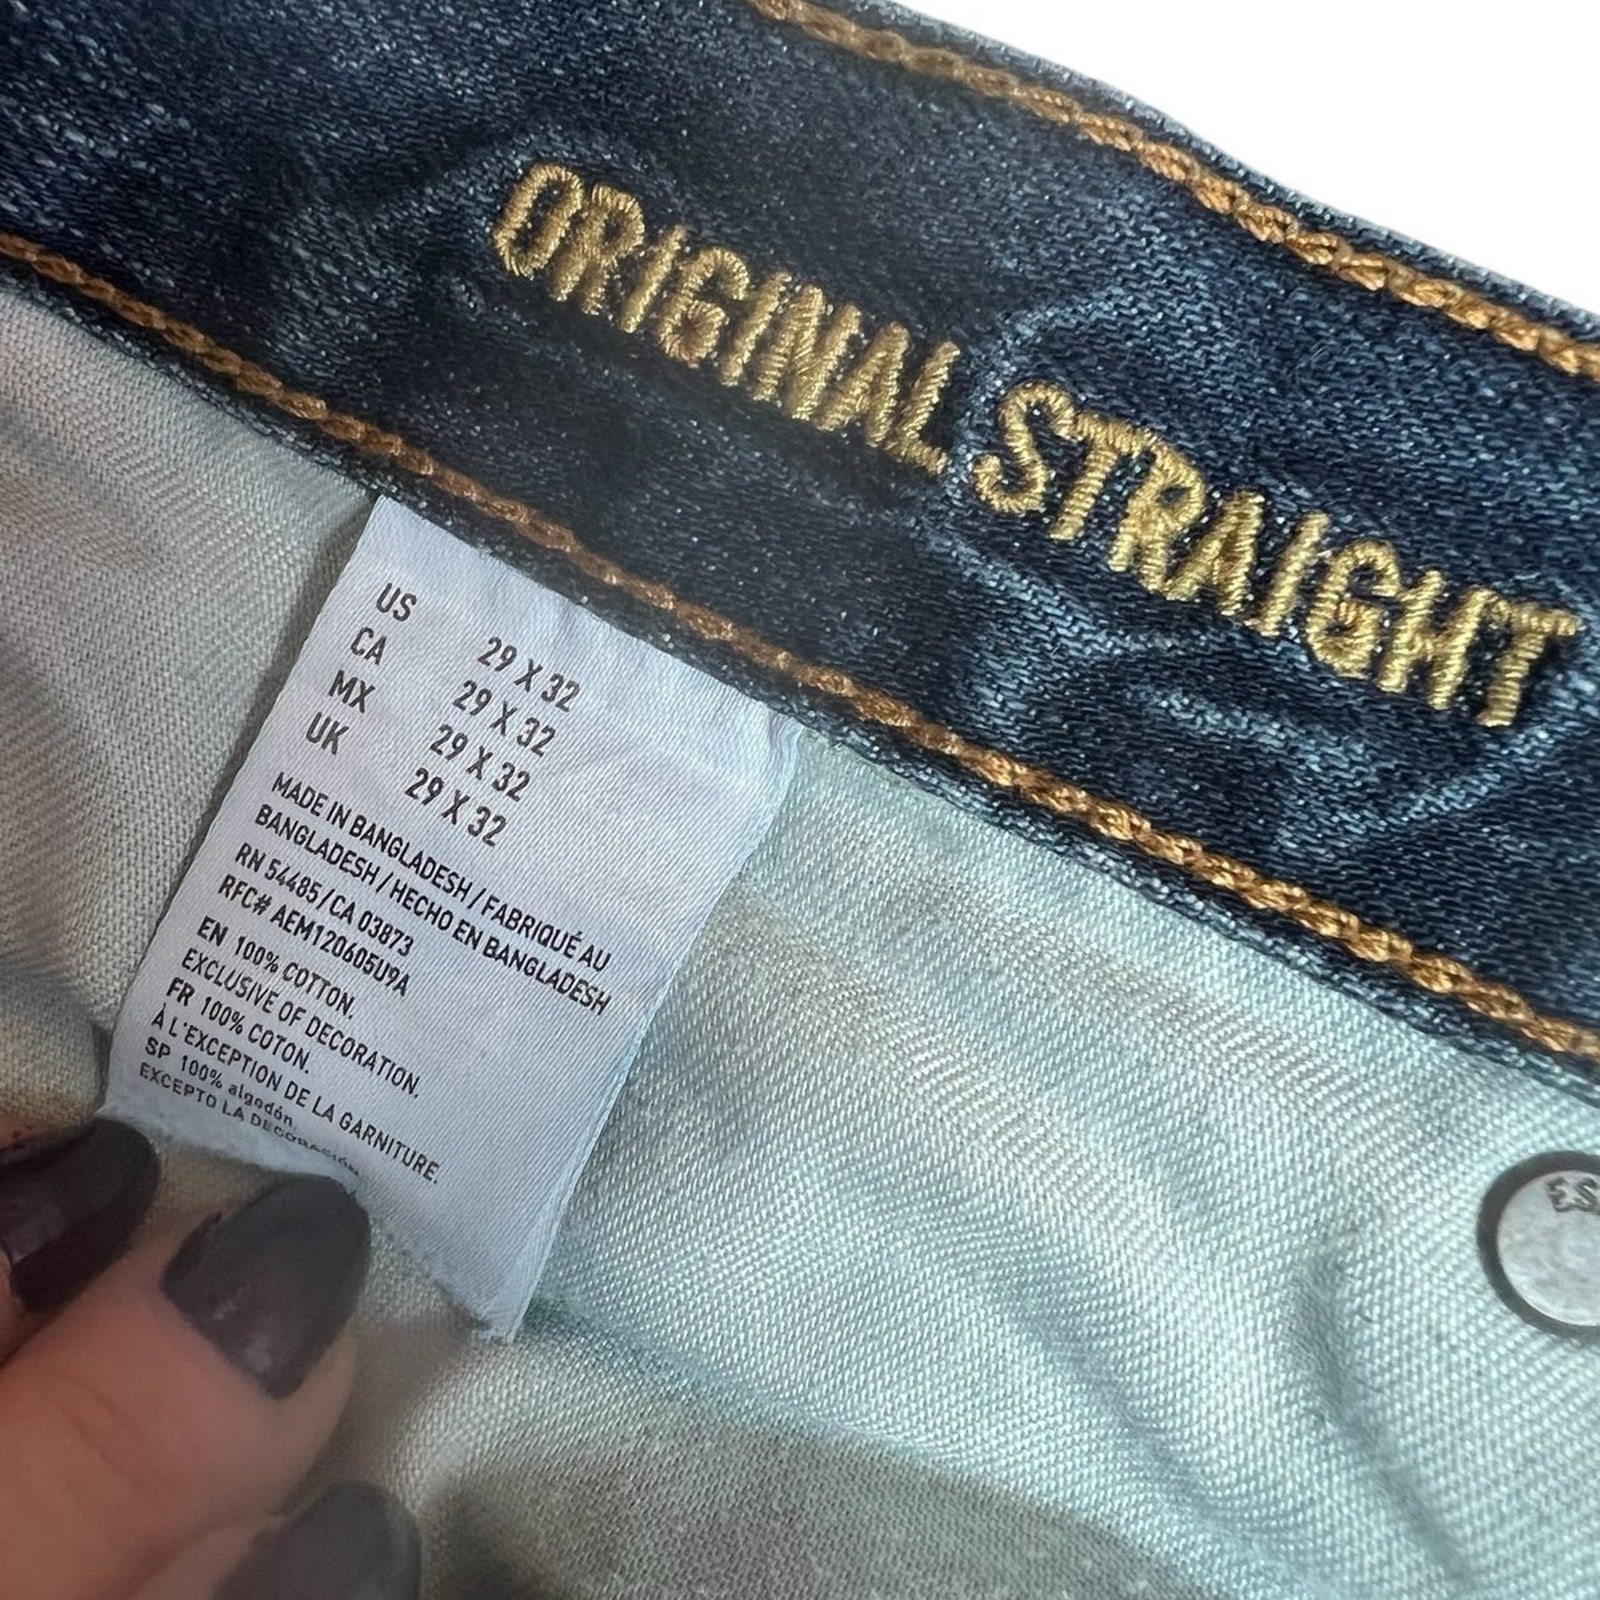 ORIGINAL STRAIGHT
US 29 X 32
CA 29 X 32
MX 29 X 32
UK 29 X 32
MADE IN BANGLADESH / FABRIQUÉ AU
BANGLADESH / HECHO EN BANGLADESH
RN 54485/CA 03873
RFC# AEM120605U9A
EN 100% COTTON.
EXCLUSIVE OF DECORATION.
FR 100% COTON.
À L'EXCEPTION DE LA GARNITURE.
SP 100% algodón.
EXCEPTO LA DECORACIÓN